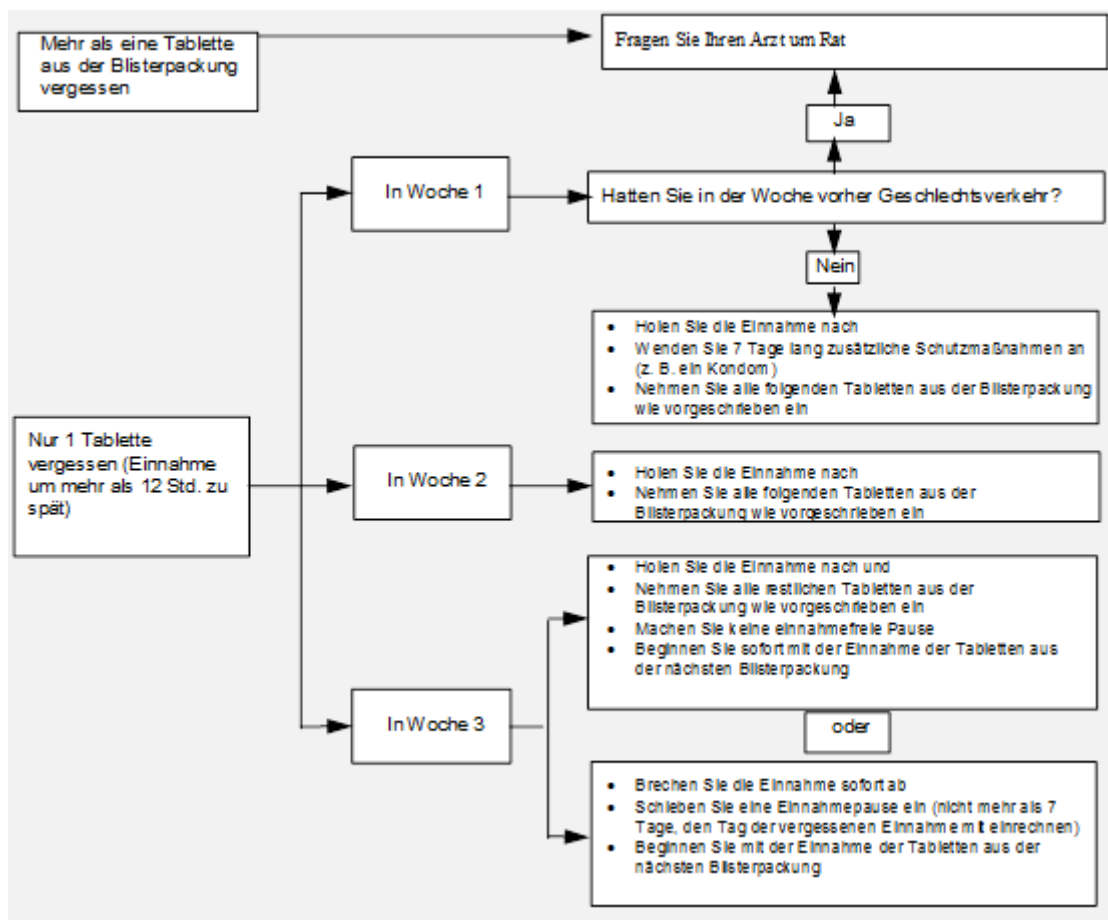 Mehr als eine Tablette
aus der Blisterpackung
vergessen
Fragen Sie Ihren Arzt um Rat
Ja
In Woche 1
Hatten Sie in der Woche vorher Geschlechtsverkehr?
Nein
• Holen Sie die Einnahme nach
• Wenden Sie 7 Tage lang zusätzliche Schutzmaßnahmen an
(z. B. ein Kondom)
• Nehmen Sie alle folgenden Tabletten aus der Blisterpackung
wie vorgeschrieben ein
Nur 1 Tablette
vergessen (Einnahme
um mehr als 12 Std. zu
spät)
In Woche 2
• Holen Sie die Einnahme nach
• Nehmen Sie alle folgenden Tabletten aus der
Blisterpackung wie vorgeschrieben ein
In Woche 3
• Holen Sie die Einnahme nach und
• Nehmen Sie alle restlichen Tabletten aus der
Blisterpackung wie vorgeschrieben ein
• Machen Sie keine einnahmefreie Pause
• Beginnen Sie sofort mit der Einnahme der Tabletten aus
der nächsten Blisterpackung
oder
• Brechen Sie die Einnahme sofort ab
• Schieben Sie eine Einnahmepause ein (nicht mehr als 7
Tage, den Tag der vergessenen Einnahme mit einrechnen)
• Beginnen Sie mit der Einnahme der Tabletten aus der
nächsten Blisterpackung